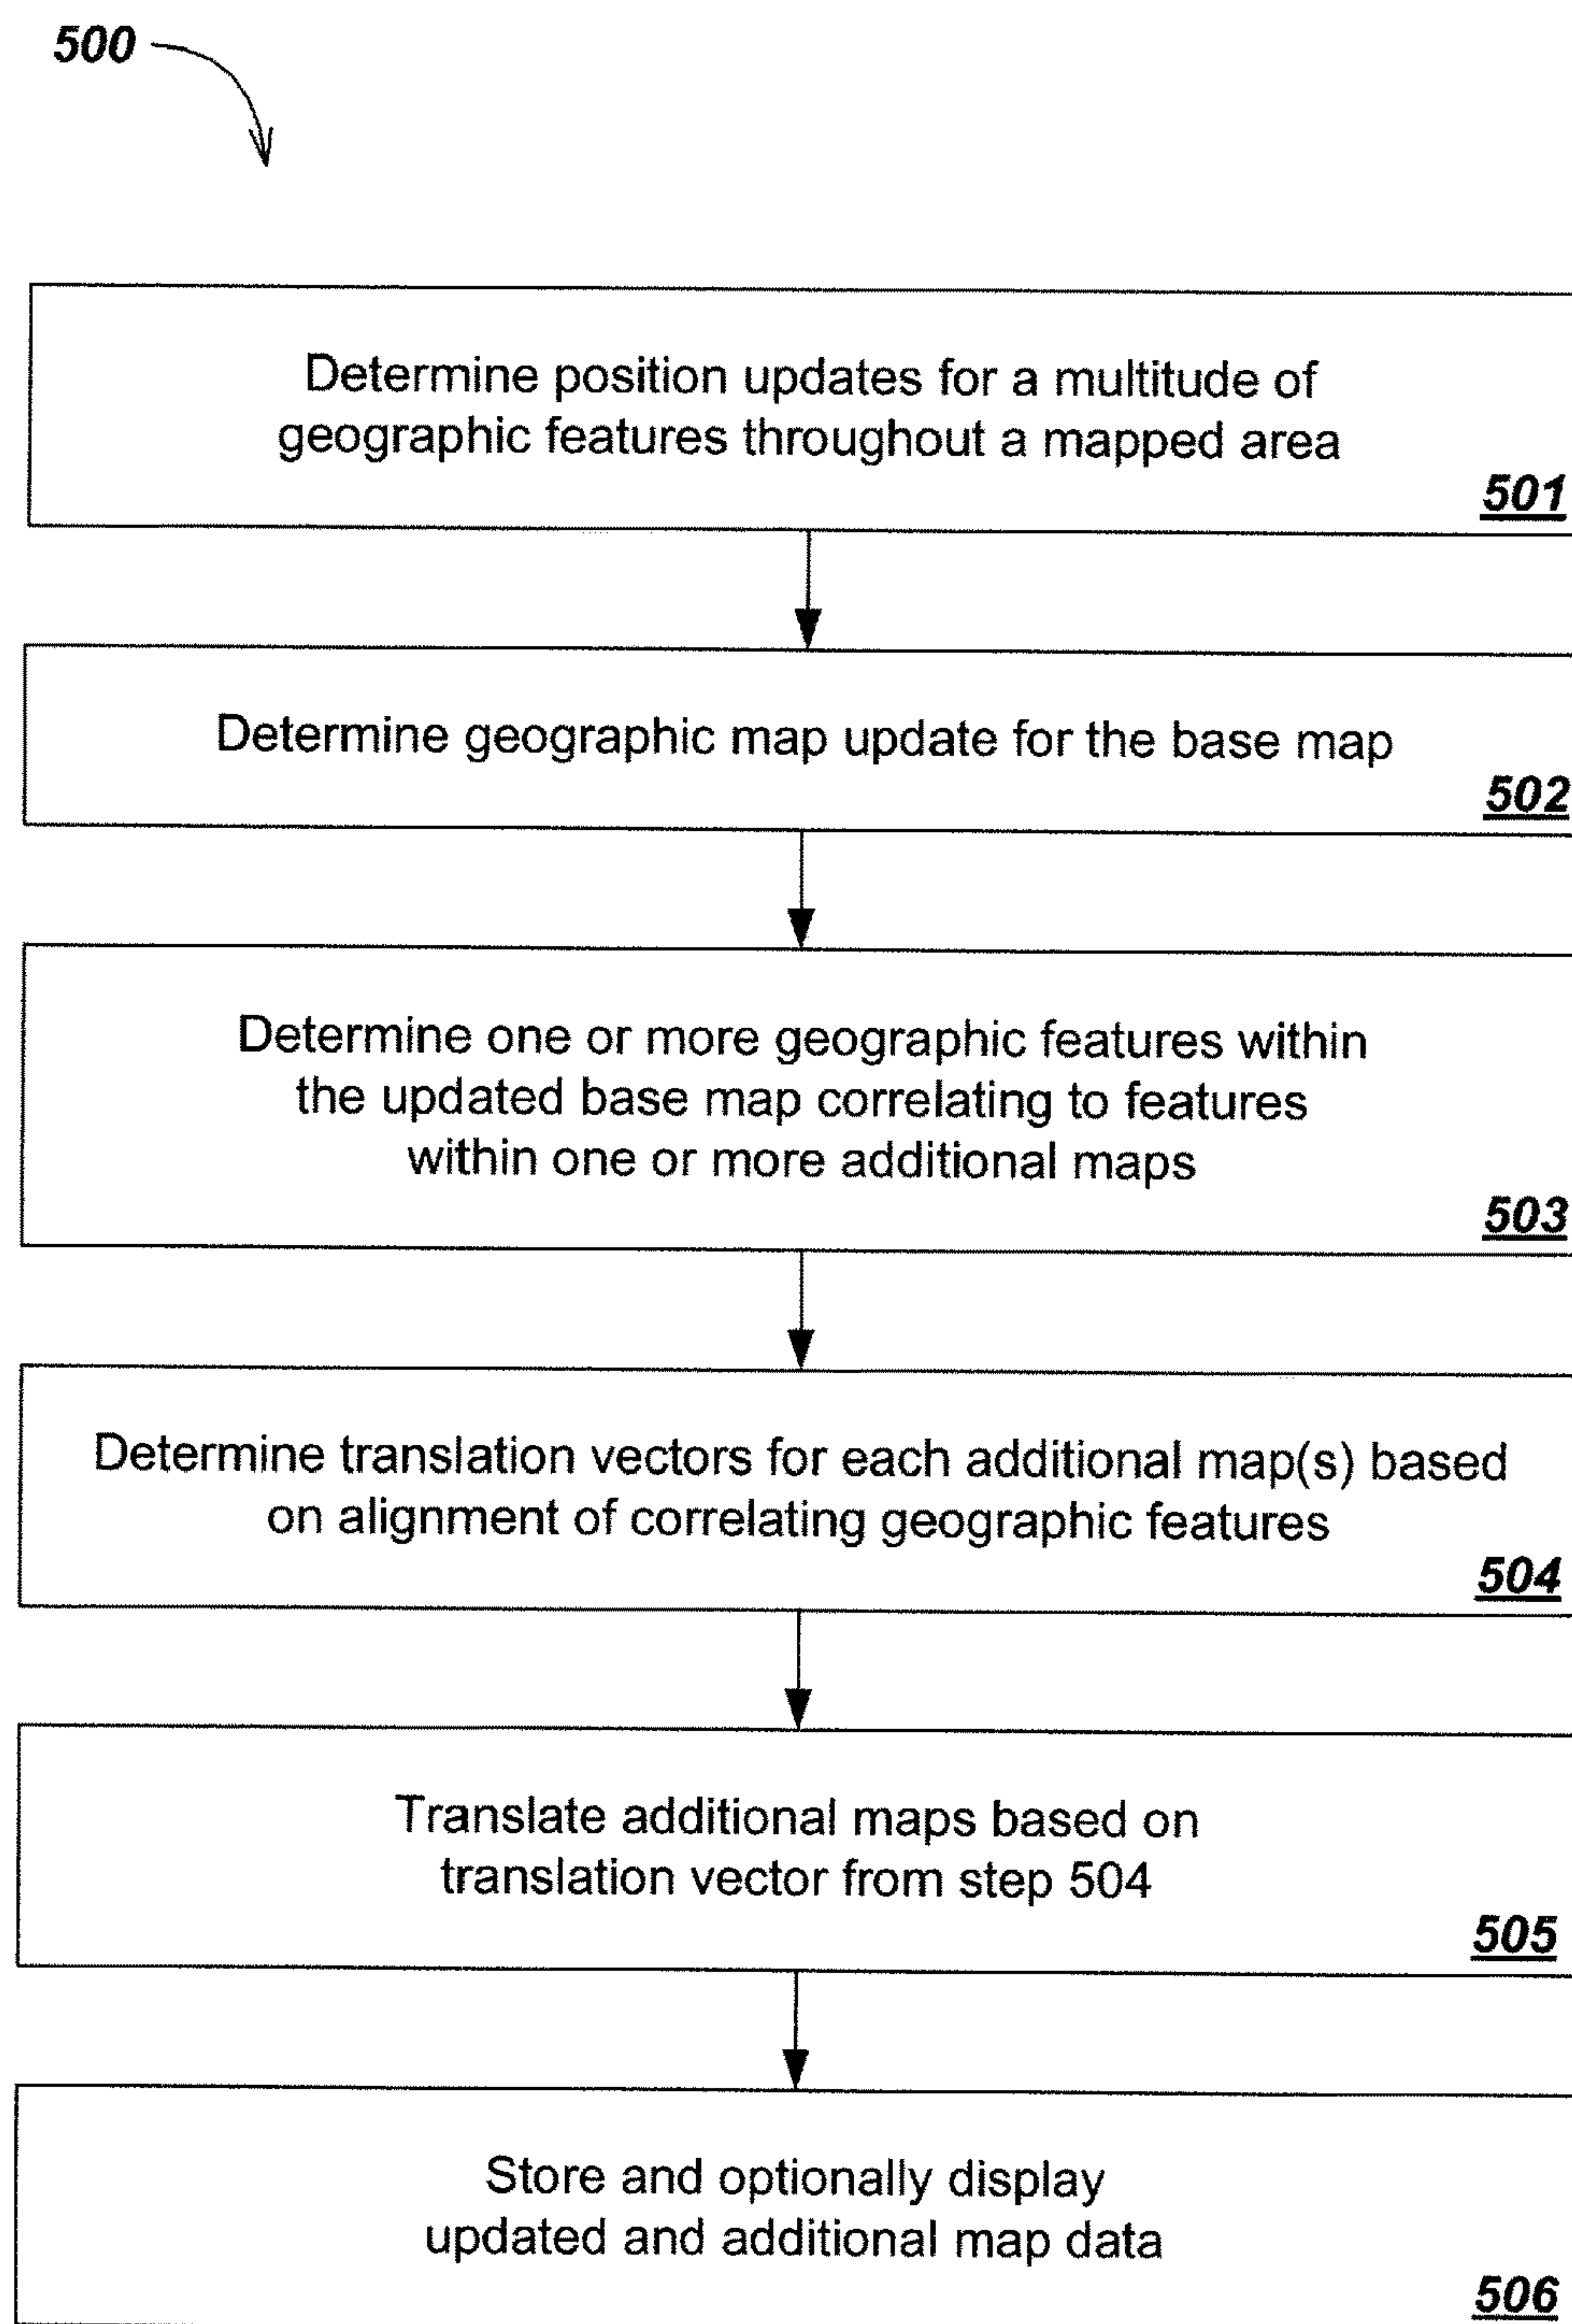 500
Determine position updates for a multitude of
geographic features throughout a mapped area
501
Determine geographic map update for the base map
502
Determine one or more geographic features within
the updated base map correlating to features
within one or more additional maps
503
Determine translation vectors for each additional map(s) based
on alignment of correlating geographic features
504
Translate additional maps based on
translation vector from step 504
505
Store and optionally display
updated and additional map data
506